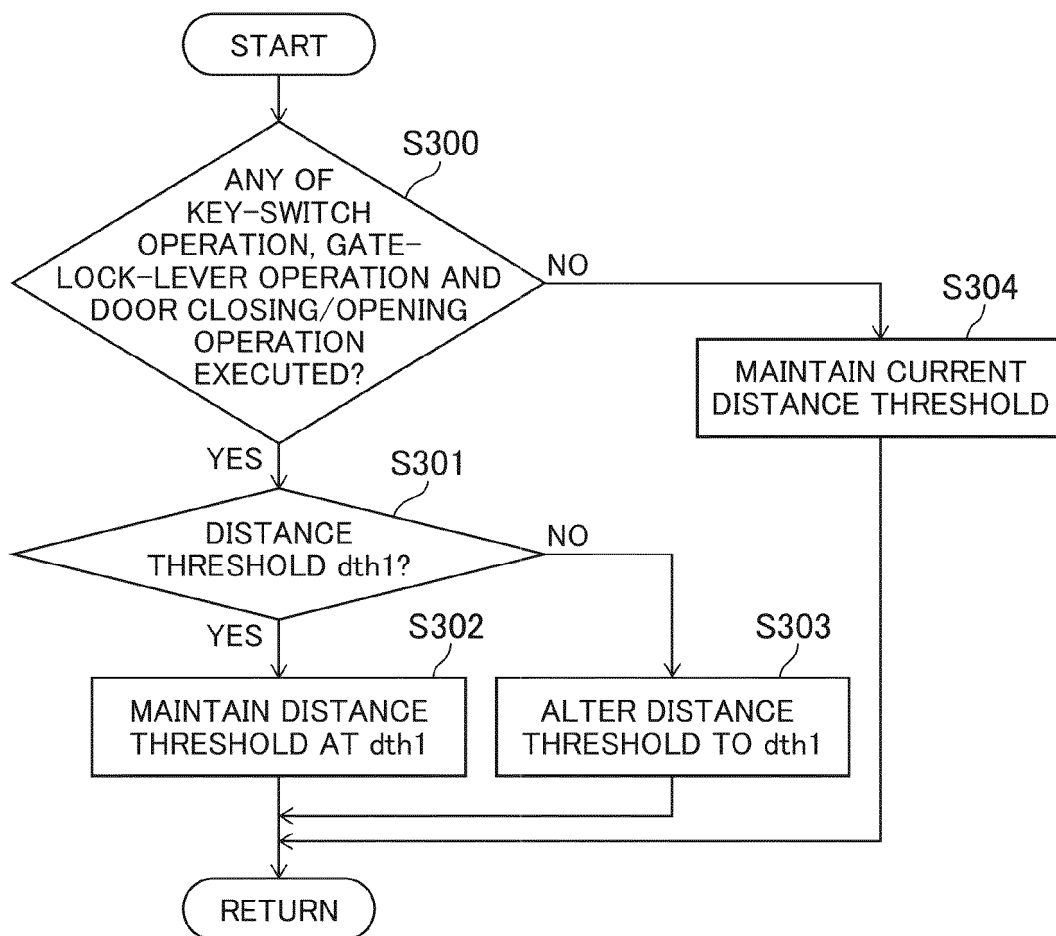 START
S300
ANY OF
KEY-SWITCH
OPERATION, GATE-
LOCK-LEVER OPERATION AND
DOOR CLOSING/OPENING
OPERATION
EXECUTED?
NO
S304
MAINTAIN CURRENT
DISTANCE THRESHOLD
YES
S301
DISTANCE
THRESHOLD dth1?
NO
YES
S302
MAINTAIN DISTANCE
THRESHOLD AT dth1
S303
ALTER DISTANCE
THRESHOLD TO dth1
RETURN